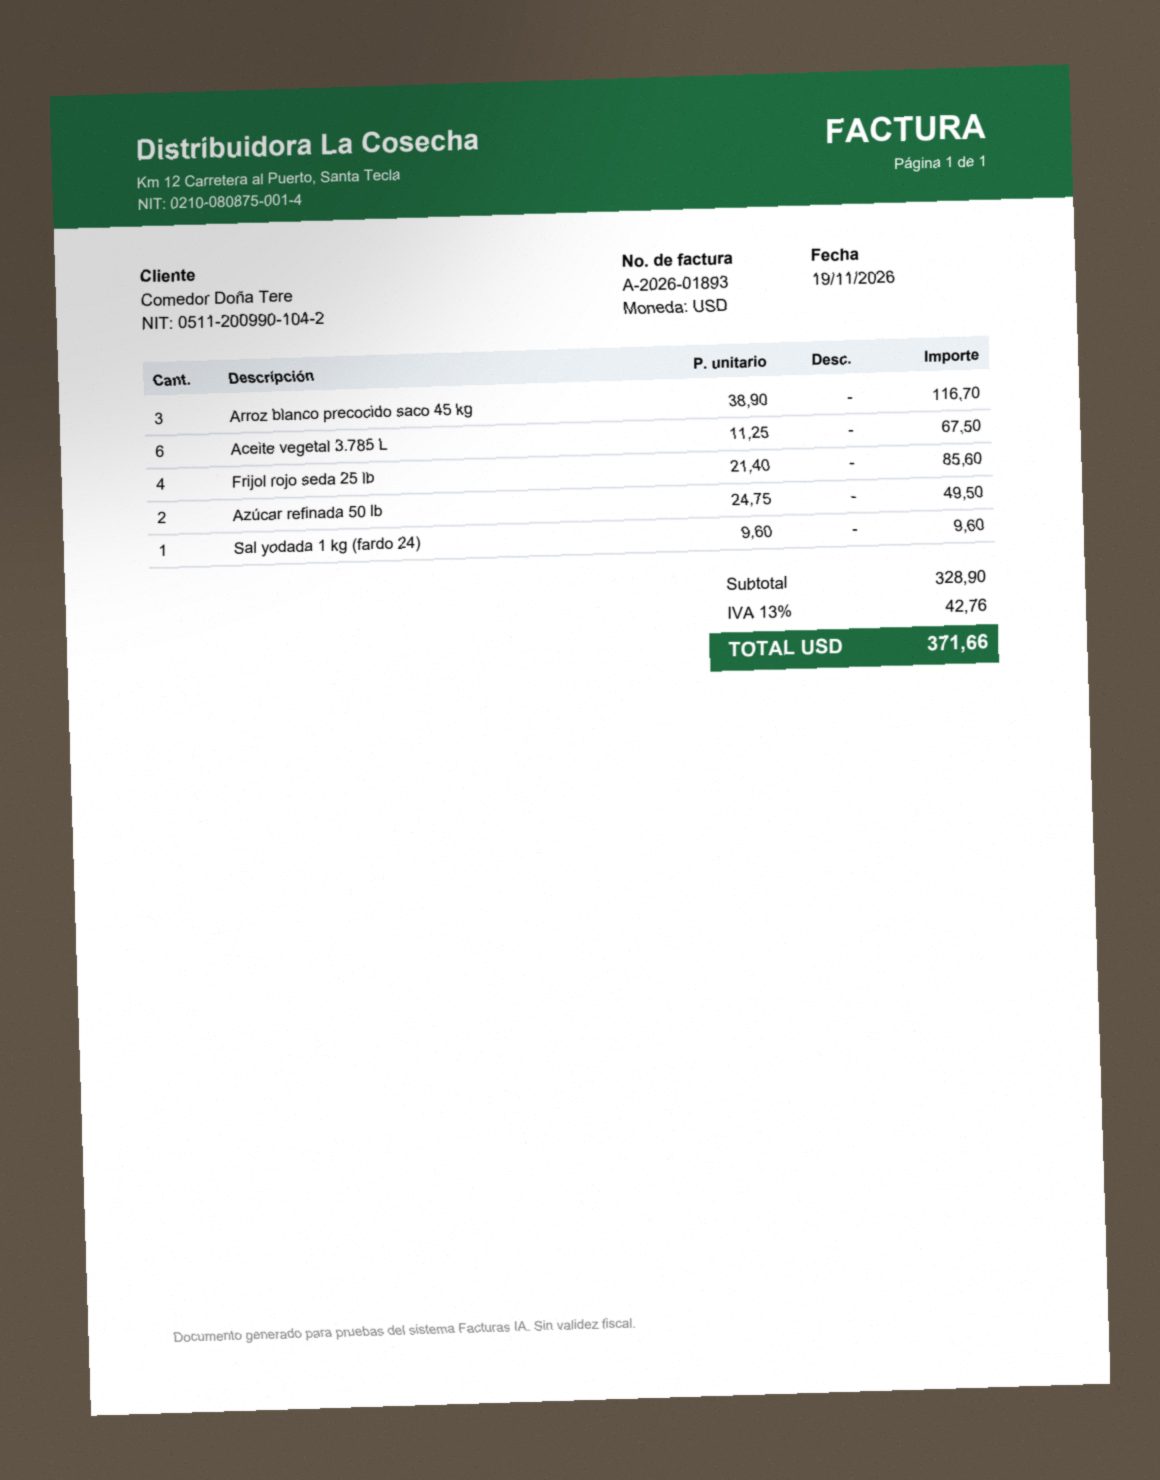 Distribuidora La Cosecha
Km 12 Carretera al Puerto, Santa Tecla
NIT: 0210-080875-001-4
FACTURA
Página 1 de 1
Cliente
Comedor Doña Tere
NIT: 0511-200990-104-2
No. de factura
A-2026-01893
Moneda: USD
Fecha
19/11/2026
Cant. Descripción P. unitario Desc. Importe
3 Arroz blanco precocido saco 45 kg 38,90 - 116,70
6 Aceite vegetal 3.785 L 11,25 - 67,50
4 Frijol rojo seda 25 lb 21,40 - 85,60
2 Azúcar refinada 50 lb 24,75 - 49,50
1 Sal yodada 1 kg (fardo 24) 9,60 - 9,60
Subtotal 328,90
IVA 13% 42,76
TOTAL USD 371,66
Documento generado para pruebas del sistema Facturas IA. Sin validez fiscal.